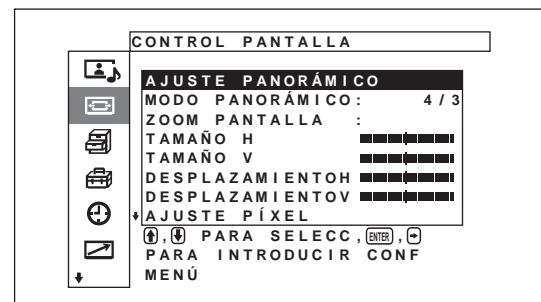 CONTROL PANTALLA
AJUSTE PANORÁMICO
MODO PANORÁMICO: 4 / 3
ZOOM PANTALLA :
TAMAÑO H
TAMAÑO V
DESPLAZAMIENTOH
DESPLAZAMIENTOV
AJUSTE PÍXEL
, PARA SELECC, ENTER,
PARA INTRODUCIR CONF
MENÚ